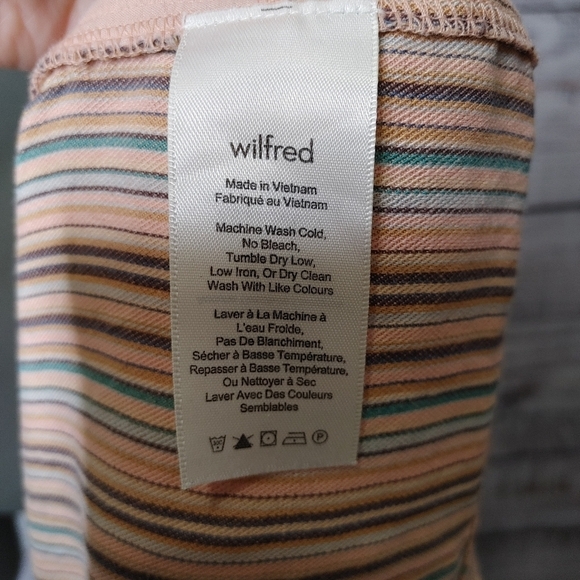 wilfred
Made in Vietnam
Fabriqué au Vietnam
Machine Wash Cold,
No Bleach,
Tumble Dry Low,
Low Iron, Or Dry Clean
Wash With Like Colours
Laver à La Machine à
L'eau Froide,
Pas De Blanchiment,
Sécher à Basse Température,
Repasser à Basse Température,
Ou Nettoyer à Sec
Laver Avec Des Couleurs
Semblables
P